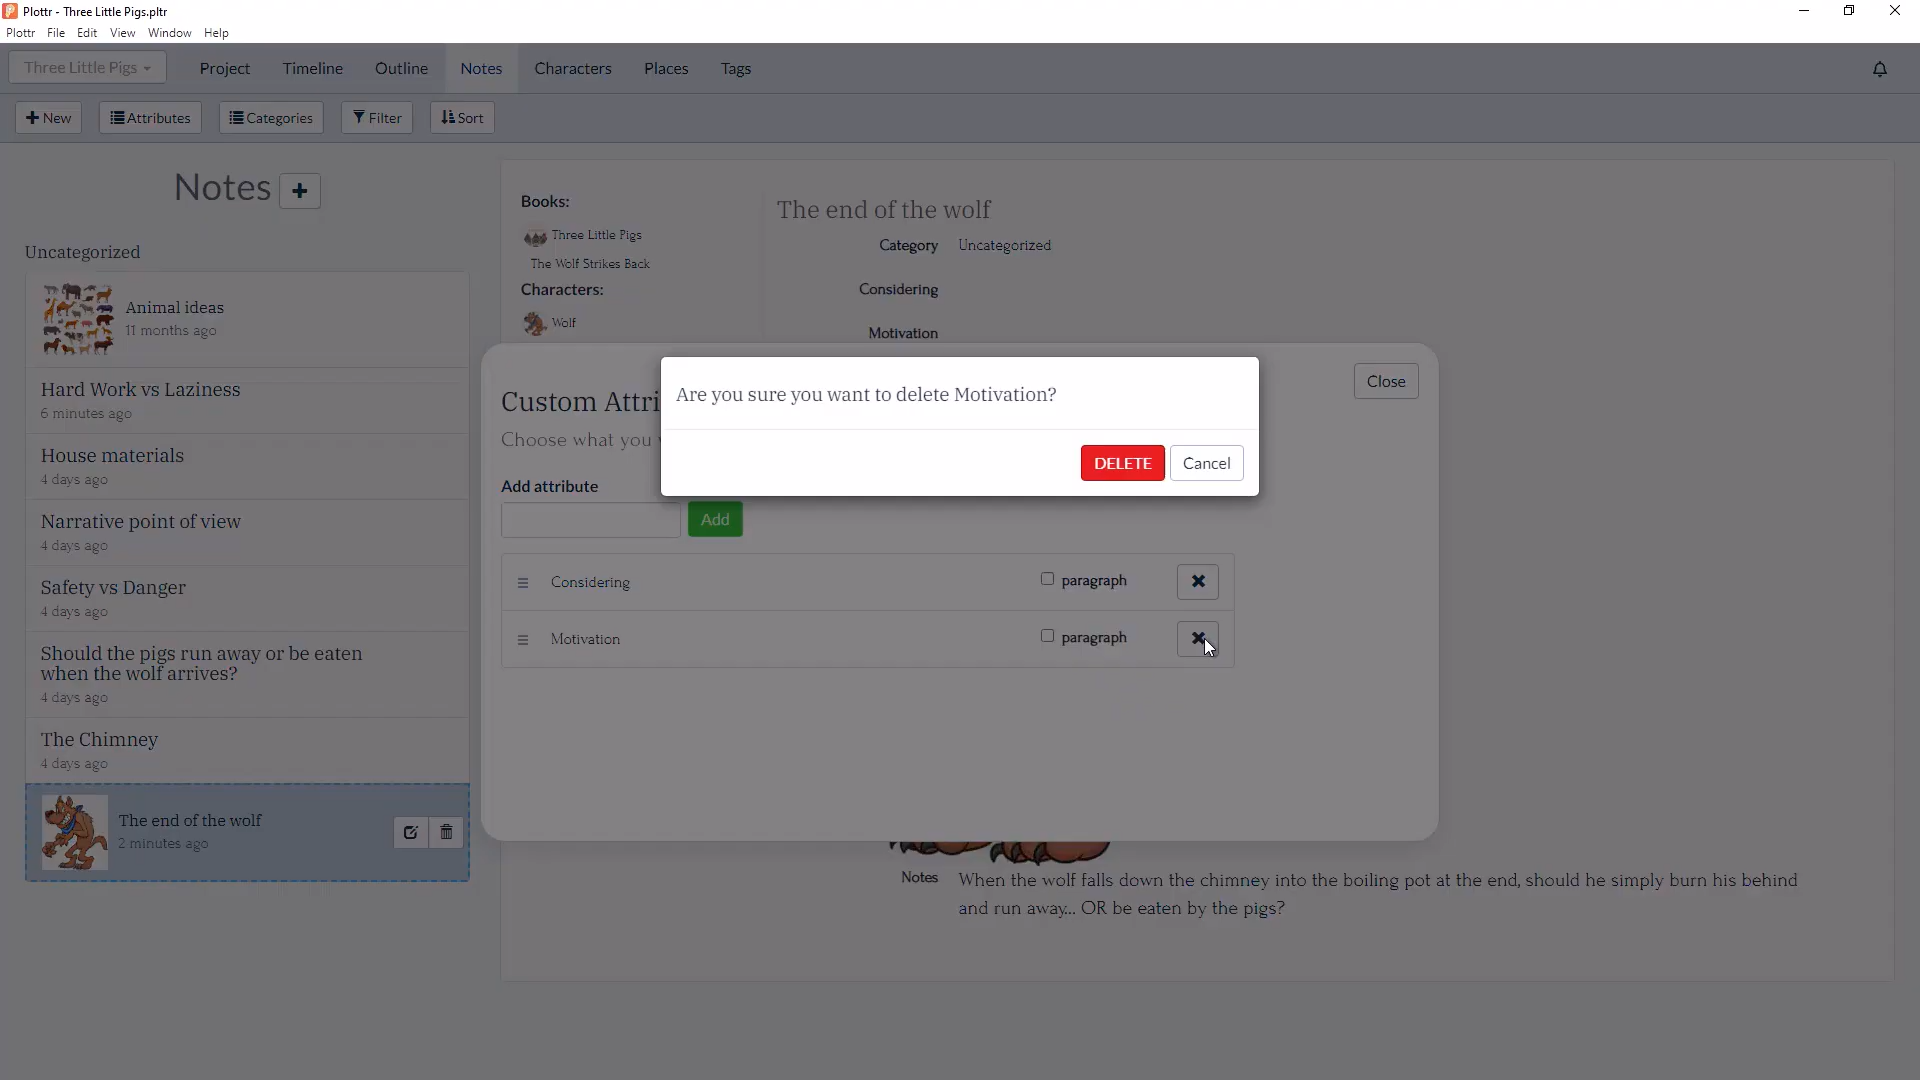 Plottr - Three Little Pigs.pltr
Plottr File Edit View Window Help
Three Little Pigs Project Timeline Outline Notes Characters Places Tags
New Attributes Categories Filter Sort
Notes
Uncategorized
Animal ideas
11 months ago
Hard Work vs Laziness
6 minutes ago
House materials
4 days ago
Narrative point of view
4 days ago
Safety vs Danger
4 days ago
Should the pigs run away or be eaten
when the wolf arrives?
4 days ago
The Chimney
4 days ago
The end of the wolf
2 minutes ago
Books:
Three Little Pigs
The Wolf Strikes Back
Characters:
Wolf
The end of the wolf
Category Uncategorized
Considering
Motivation
Custom Attri
Close
Choose what you
Are you sure you want to delete Motivation?
DELETE Cancel
Add attribute
Add
Considering paragraph
Motivation paragraph
Notes When the wolf falls down the chimney into the boiling pot at the end, should he simply burn his behind
and run away... OR be eaten by the pigs?